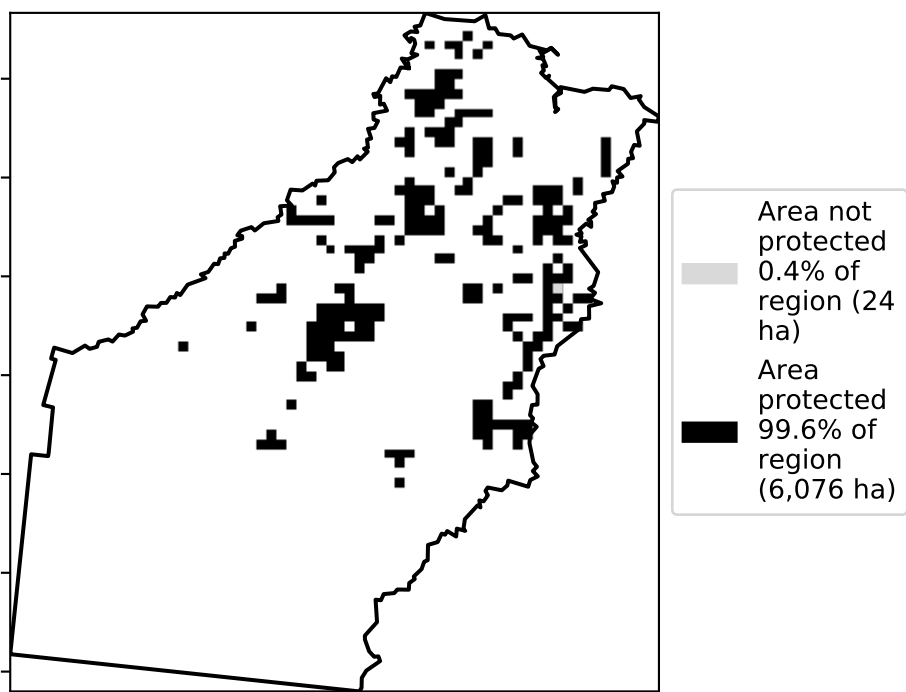 Area not
protected
0.4% of
region (24
ha)
Area
protected
99.6% of
region
(6,076 ha)